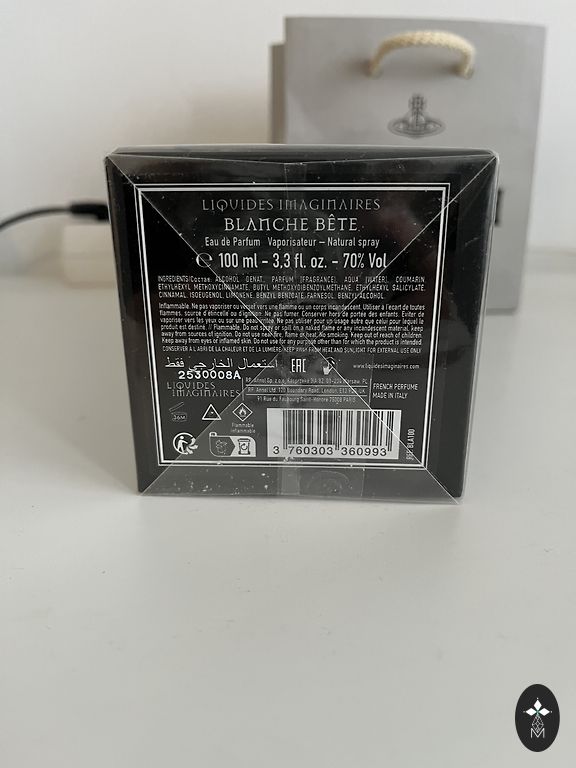 LIQUIDES IMAGINAIRES
BLANCHE BÊTE
Eau de Parfum Vaporisateur – Natural spray
℮ 100 ml - 3,3 fl. oz. - 70% Vol
INGREDIENTS/Состав: ALCOHOL DENAT., PARFUM (FRAGRANCE), AQUA (WATER), COUMARIN
ETHYLHEXYL METHOXYCINNAMATE, BUTYL METHOXYDIBENZOYLMETHANE, ETHYLHEXYL SALICYLATE,
CINNAMAL, ISOEUGENOL, LIMONENE, BENZYL BENZOATE, FARNESOL, BENZYL ALCOHOL.
Inflammable. Ne pas vaporiser ou verser vers une flamme ou un corps incandescent. Utiliser à l'écart de toutes
flammes, source d'étincelle ou d'ignition. Ne pas fumer. Conserver hors de portée des enfants. Eviter de
vaporiser vers les yeux ou sur une peau irritée. Ne pas utiliser pour un usage autre que celui pour lequel le
produit est destiné. // Flammable. Do not spray or spill on a naked flame or any incandescent material, keep
away from sources of ignition. Do not use near fire, flame or heat. No smoking. Keep out of reach of children.
Keep away from eyes or inflamed skin. Do not use for any purpose other than for which the product is intended.
CONSERVER A L'ABRI DE LA CHALEUR ET DE LA LUMIERE./KEEP AWAY FROM HEAT AND SUNLIGHT. FOR EXTERNAL USE ONLY
استعمال الخارجي فقط
EAC
www.liquidesimaginaires.com
2530008A
LIQUIDES
IMAGINAIRES
91 Rue du Faubourg Saint-Honoré 75008 PARIS
FRENCH PERFUME
MADE IN ITALY
36M
Flammable
Inflammable
3 760303 360993
REF: BLA100
M